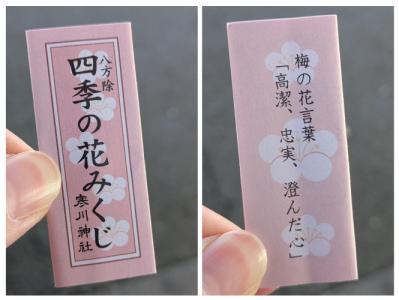 八方除
四季の花みくじ
寒川神社
梅の花言葉
「高潔、忠実、澄んだ心」